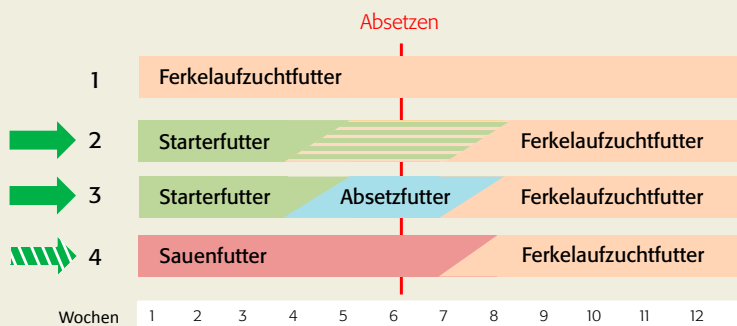 Absetzen
1 Ferkelaufzuchtfutter
2 Starterfutter Ferkelaufzuchtfutter
3 Starterfutter Absetzfutter Ferkelaufzuchtfutter
4 Sauenfutter Ferkelaufzuchtfutter
Wochen 1 2 3 4 5 6 7 8 9 10 11 12